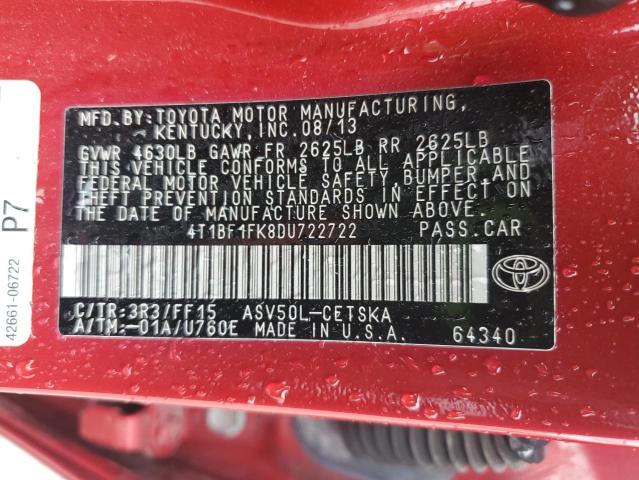 MFD.BY:TOYOTA MOTOR MANUFACTURING,
KENTUCKY,INC.08/13
GVWR 4630LB GAWR FR 2625LB RR 2625LB
THIS VEHICLE CONFORMS TO ALL APPLICABLE
FEDERAL MOTOR VEHICLE SAFETY, BUMPER AND
THEFT PREVENTION STANDARDS IN EFFECT ON
THE DATE OF MANUFACTURE SHOWN ABOVE.
4T1BF1FK8DU722722 PASS.CAR
C/TR:3R3/FF15 ASV50L-CETSKA
A/TM:-01A/U760E MADE IN U.S.A. 64340
P7
42661-06722